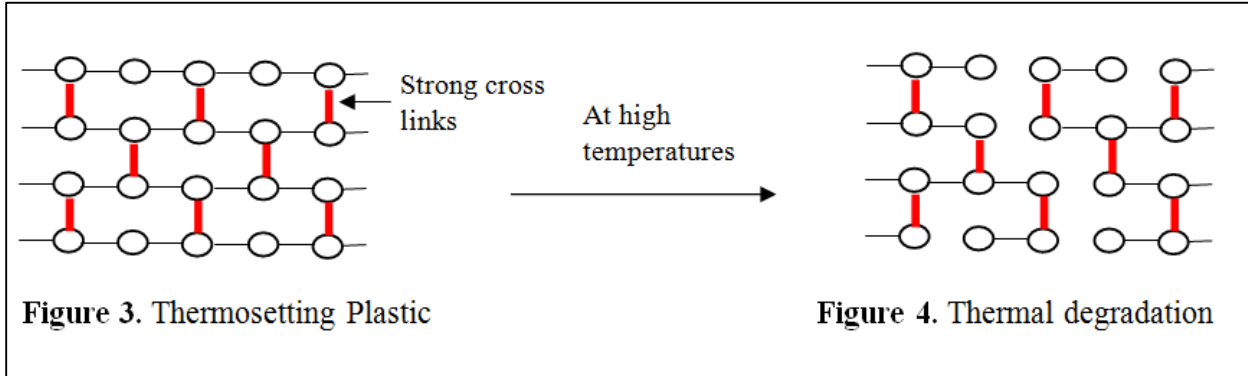 Strong cross
links
At high
temperatures
Figure 3. Thermosetting Plastic
Figure 4. Thermal degradation